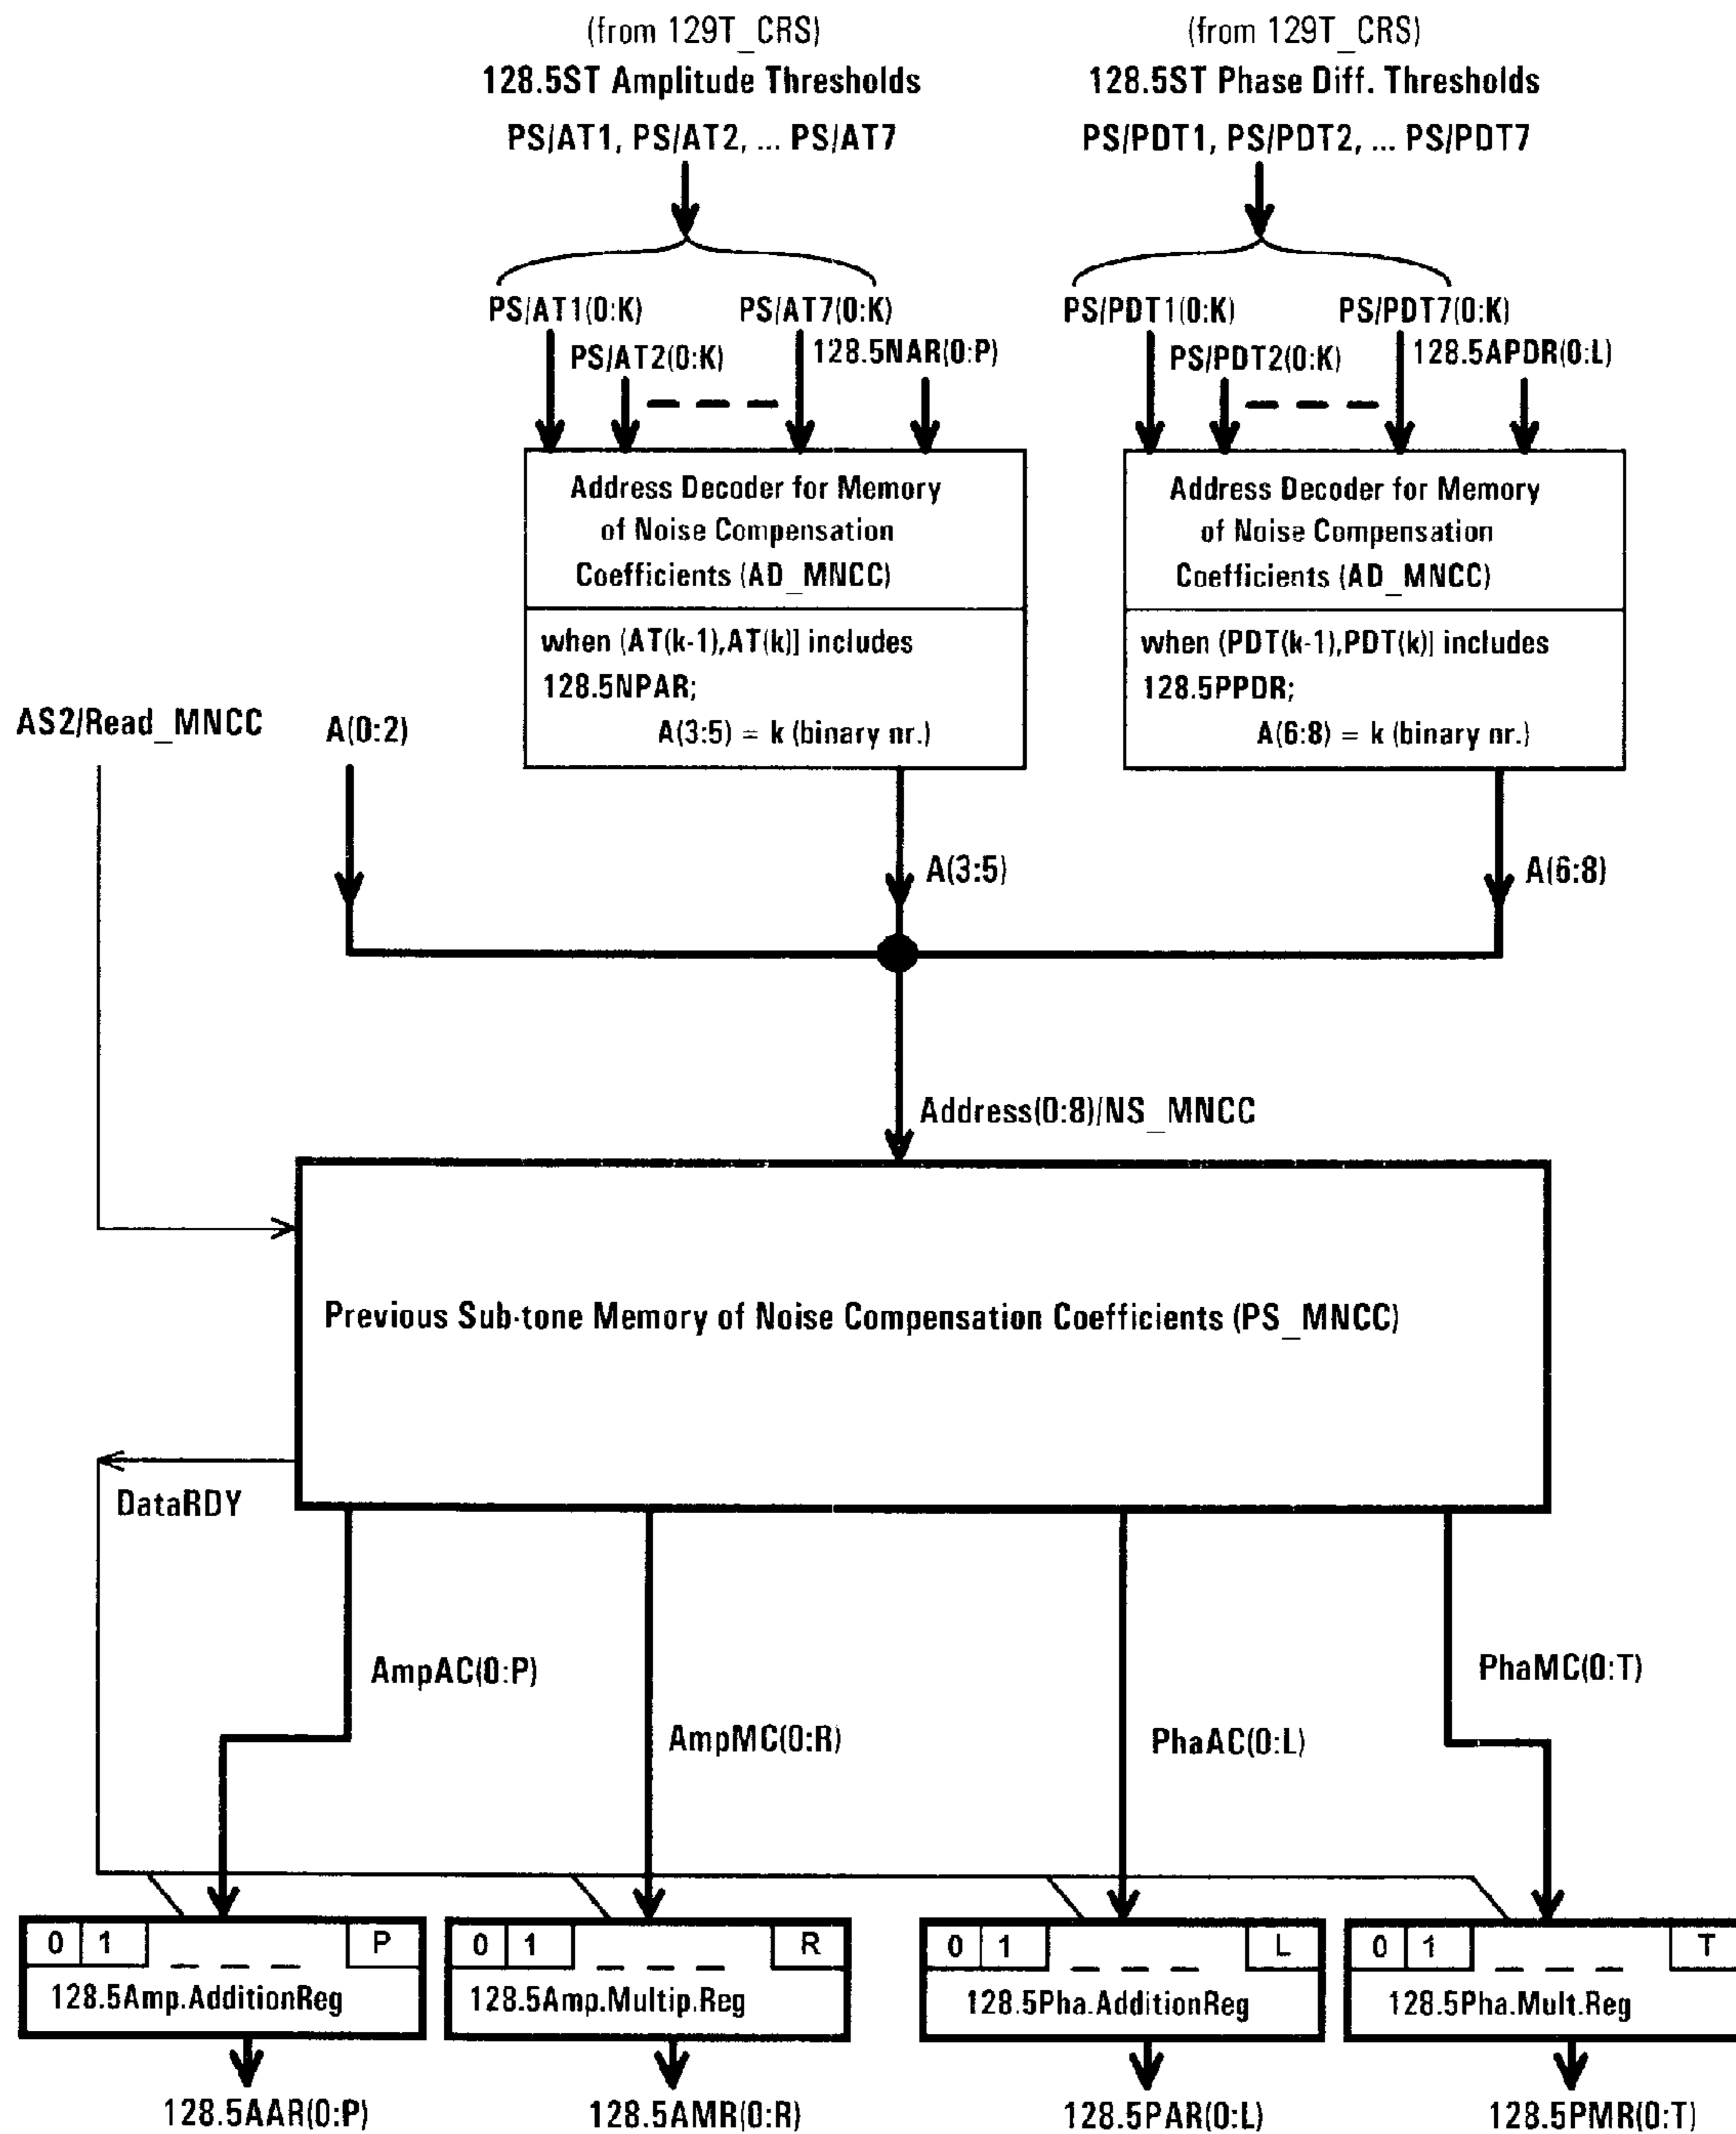 (from 129T_CRS)
128.5ST Amplitude Thresholds
PS/AT1, PS/AT2, ... PS/AT7
(from 129T_CRS)
128.5ST Phase Diff. Thresholds
PS/PDT1, PS/PDT2, ... PS/PDT7
PS/AT1(0:K)
PS/AT7(0:K)
PS/AT2(0:K)
128.5NAR(0:P)
PS/PDT1(0:K)
PS/PDT7(0:K)
PS/PDT2(0:K)
128.5APDR(0:L)
Address Decoder for Memory
of Noise Compensation
Coefficients (AD_MNCC)
when (AT(k-1),AT(k)] includes
128.5NPAR;
A(3:5) = k (binary nr.)
Address Decoder for Memory
of Noise Compensation
Coefficients (AD_MNCC)
when (PDT(k-1),PDT(k)] includes
128.5PPDR;
A(6:8) = k (binary nr.)
AS2/Read_MNCC
A(0:2)
A(3:5)
A(6:8)
Address(0:8)/NS_MNCC
Previous Sub-tone Memory of Noise Compensation Coefficients (PS_MNCC)
DataRDY
AmpAC(0:P)
AmpMC(0:R)
PhaAC(0:L)
PhaMC(0:T)
0 1 P
128.5Amp.AdditionReg
0 1 R
128.5Amp.Multip.Reg
0 1 L
128.5Pha.AdditionReg
0 1 T
128.5Pha.Mult.Reg
128.5AAR(0:P)
128.5AMR(0:R)
128.5PAR(0:L)
128.5PMR(0:T)